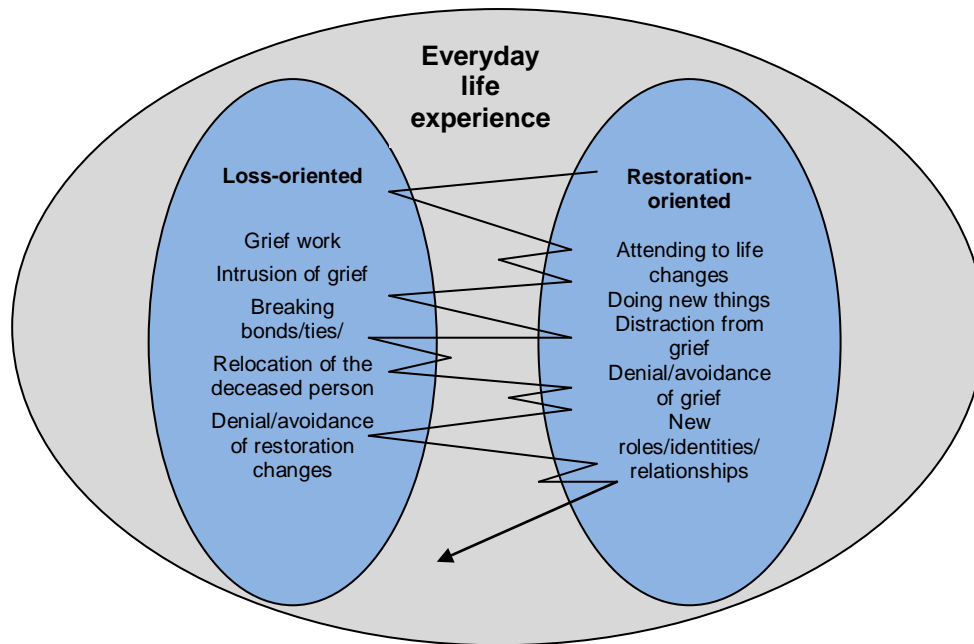 Everyday
life
experience
Loss-oriented
Grief work
Intrusion of grief
Breaking
bonds/ties/
Relocation of the
deceased person
Denial/avoidance
of restoration
changes
Restoration-
oriented
Attending to life
changes
Doing new things
Distraction from
grief
Denial/avoidance
of grief
New
roles/identities/
relationships